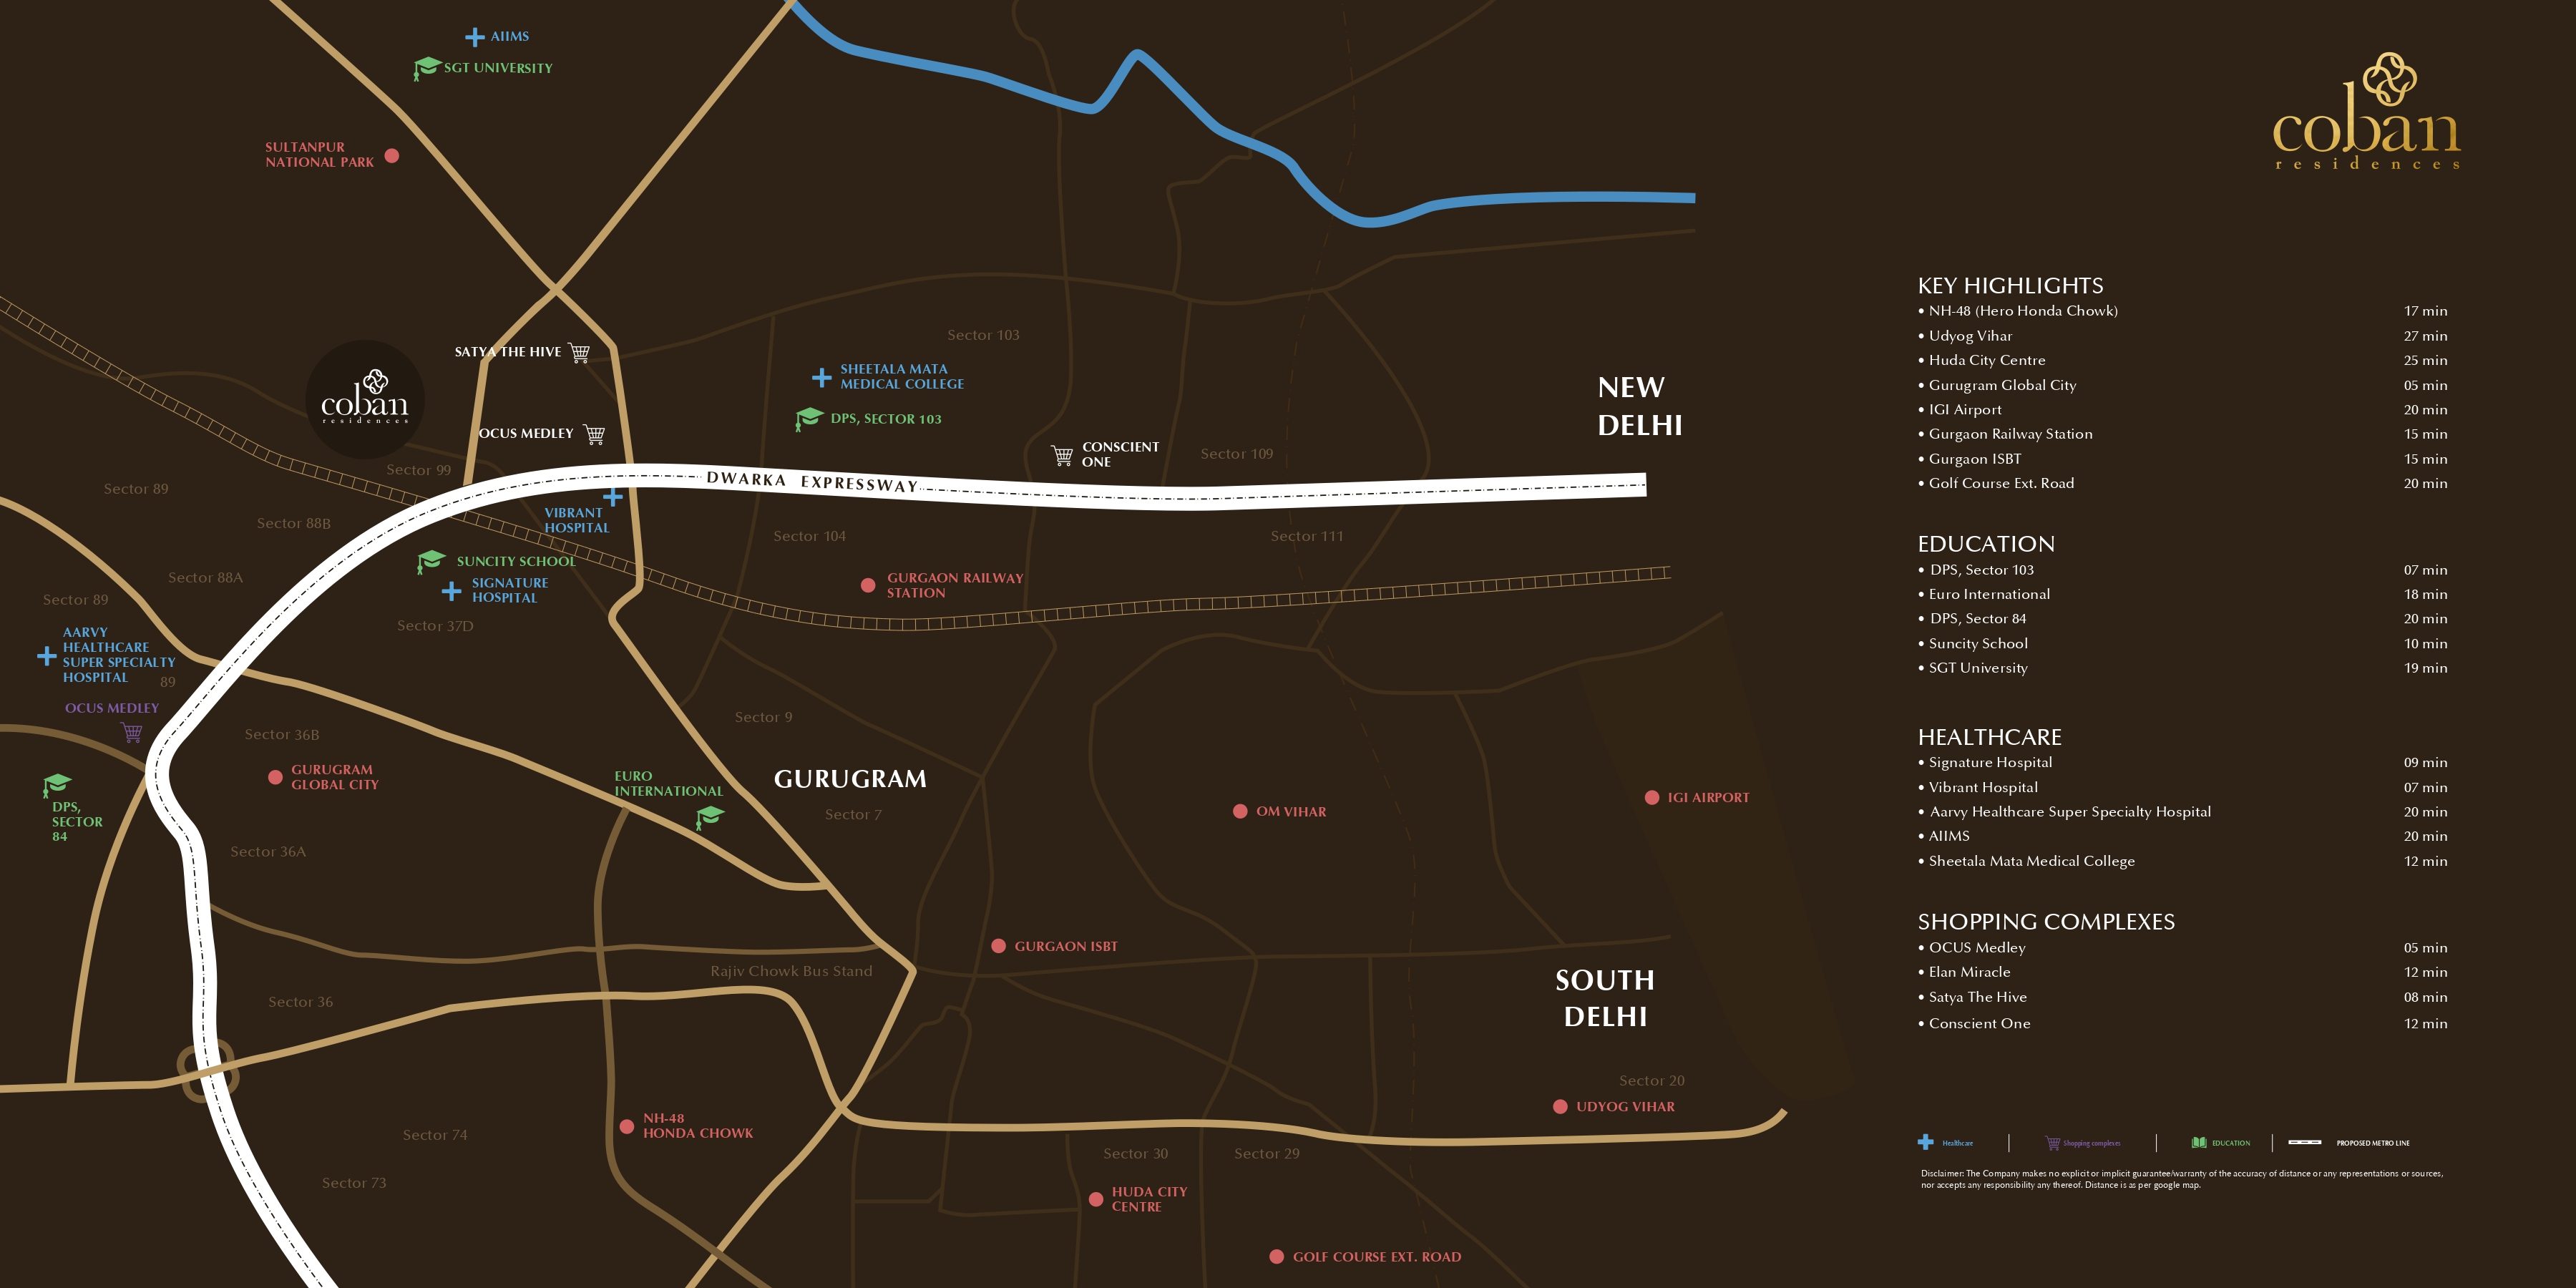 AIIMS
SGT UNIVERSITY
SULTANPUR
NATIONAL PARK
SATYA THE HIVE
coban
residences
OCUS MEDLEY
Sector 103
SHEETALA MATA
MEDICAL COLLEGE
DPS, SECTOR 103
CONSCIENT
ONE
Sector 109
NEW
DELHI
Sector 99
Sector 89
DWARKA EXPRESSWAY
Sector 88B
VIBRANT
HOSPITAL
Sector 104
Sector 111
SUNCITY SCHOOL
SIGNATURE
HOSPITAL
GURGAON RAILWAY
STATION
Sector 88A
Sector 89
Sector 37D
AARVY
HEALTHCARE
SUPER SPECIALTY
HOSPITAL
89
OCUS MEDLEY
Sector 36B
Sector 9
GURUGRAM
GLOBAL CITY
EURO
INTERNATIONAL
GURUGRAM
Sector 7
OM VIHAR
IGI AIRPORT
DPS,
SECTOR
84
Sector 36A
GURGAON ISBT
Rajiv Chowk Bus Stand
SOUTH
DELHI
Sector 36
Sector 20
UDYOG VIHAR
NH-48
HONDA CHOWK
Sector 74
Sector 30
Sector 29
Sector 73
HUDA CITY
CENTRE
GOLF COURSE EXT. ROAD
coban
residences
KEY HIGHLIGHTS
• NH-48 (Hero Honda Chowk) 17 min
• Udyog Vihar 27 min
• Huda City Centre 25 min
• Gurugram Global City 05 min
• IGI Airport 20 min
• Gurgaon Railway Station 15 min
• Gurgaon ISBT 15 min
• Golf Course Ext. Road 20 min
EDUCATION
• DPS, Sector 103 07 min
• Euro International 18 min
• DPS, Sector 84 20 min
• Suncity School 10 min
• SGT University 19 min
HEALTHCARE
• Signature Hospital 09 min
• Vibrant Hospital 07 min
• Aarvy Healthcare Super Specialty Hospital 20 min
• AIIMS 20 min
• Sheetala Mata Medical College 12 min
SHOPPING COMPLEXES
• OCUS Medley 05 min
• Elan Miracle 12 min
• Satya The Hive 08 min
• Conscient One 12 min
Healthcare
Shopping complexes
EDUCATION
PROPOSED METRO LINE
Disclaimer: The Company makes no explicit or implicit guarantee/warranty of the accuracy of distance or any representations or sources,
nor accepts any responsibility any thereof. Distance is as per google map.